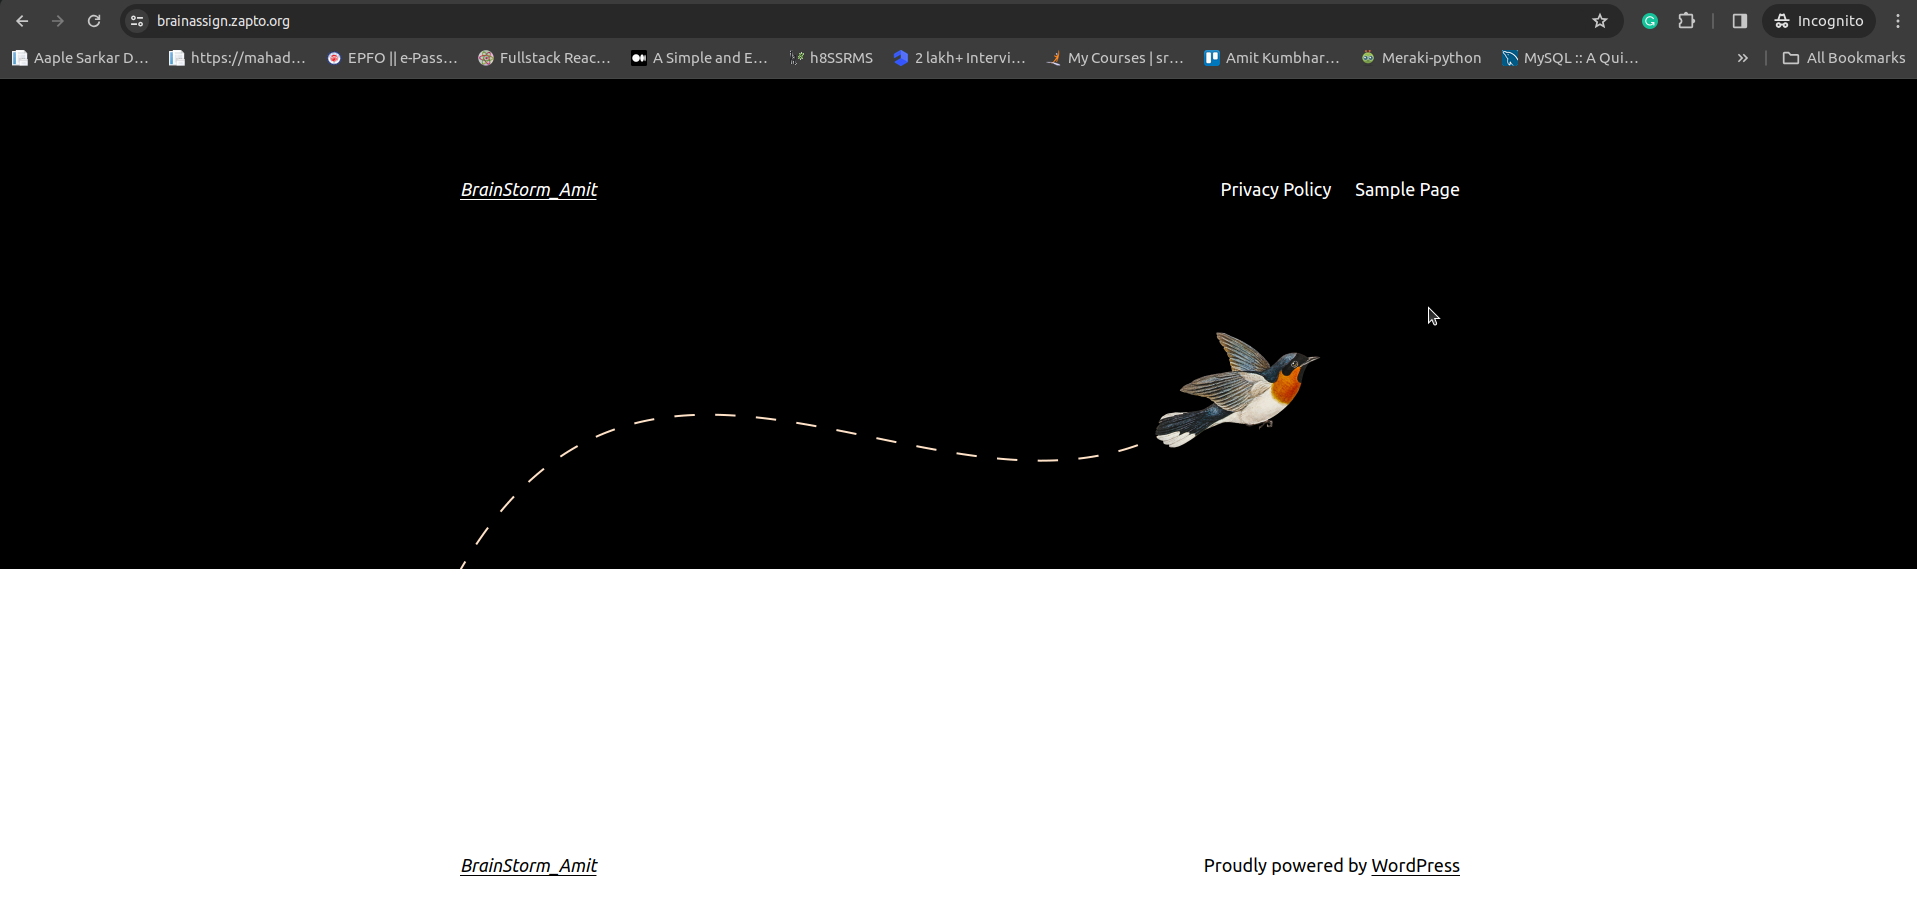 brainassign.zapto.org
Incognito
Aaple Sarkar D...
https://mahad...
EPFO || e-Pass...
Fullstack Reac...
A Simple and E...
h8SSRMS
2 lakh+ Intervi...
My Courses | sr...
Amit Kumbhar...
Meraki-python
MySQL :: A Qui...
»
All Bookmarks
BrainStorm_Amit
Privacy Policy
Sample Page
BrainStorm_Amit
Proudly powered by WordPress